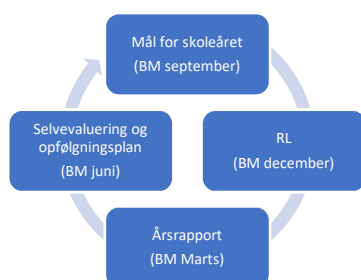 Mål for skoleåret
(BM september)
RL
(BM december)
Årsrapport
(BM Marts)
Selvevaluering og
opfølgningsplan
(BM juni)